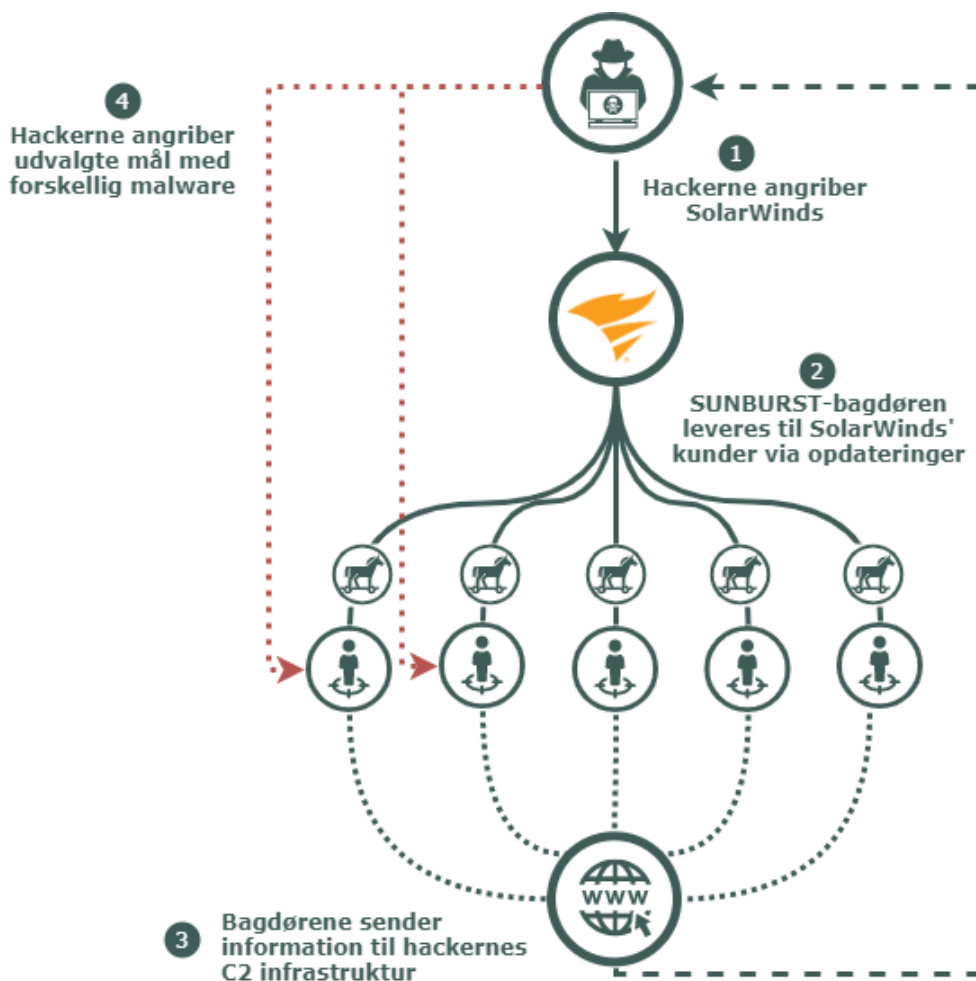 4
Hackerne angriber
udvalgte mål med
forskellig malware
1
Hackerne angriber
SolarWinds
2
SUNBURST-bagdøren
leveres til SolarWinds'
kunder via opdateringer
WWW
3
Bagdørene sender
information til hackernes
C2 infrastruktur